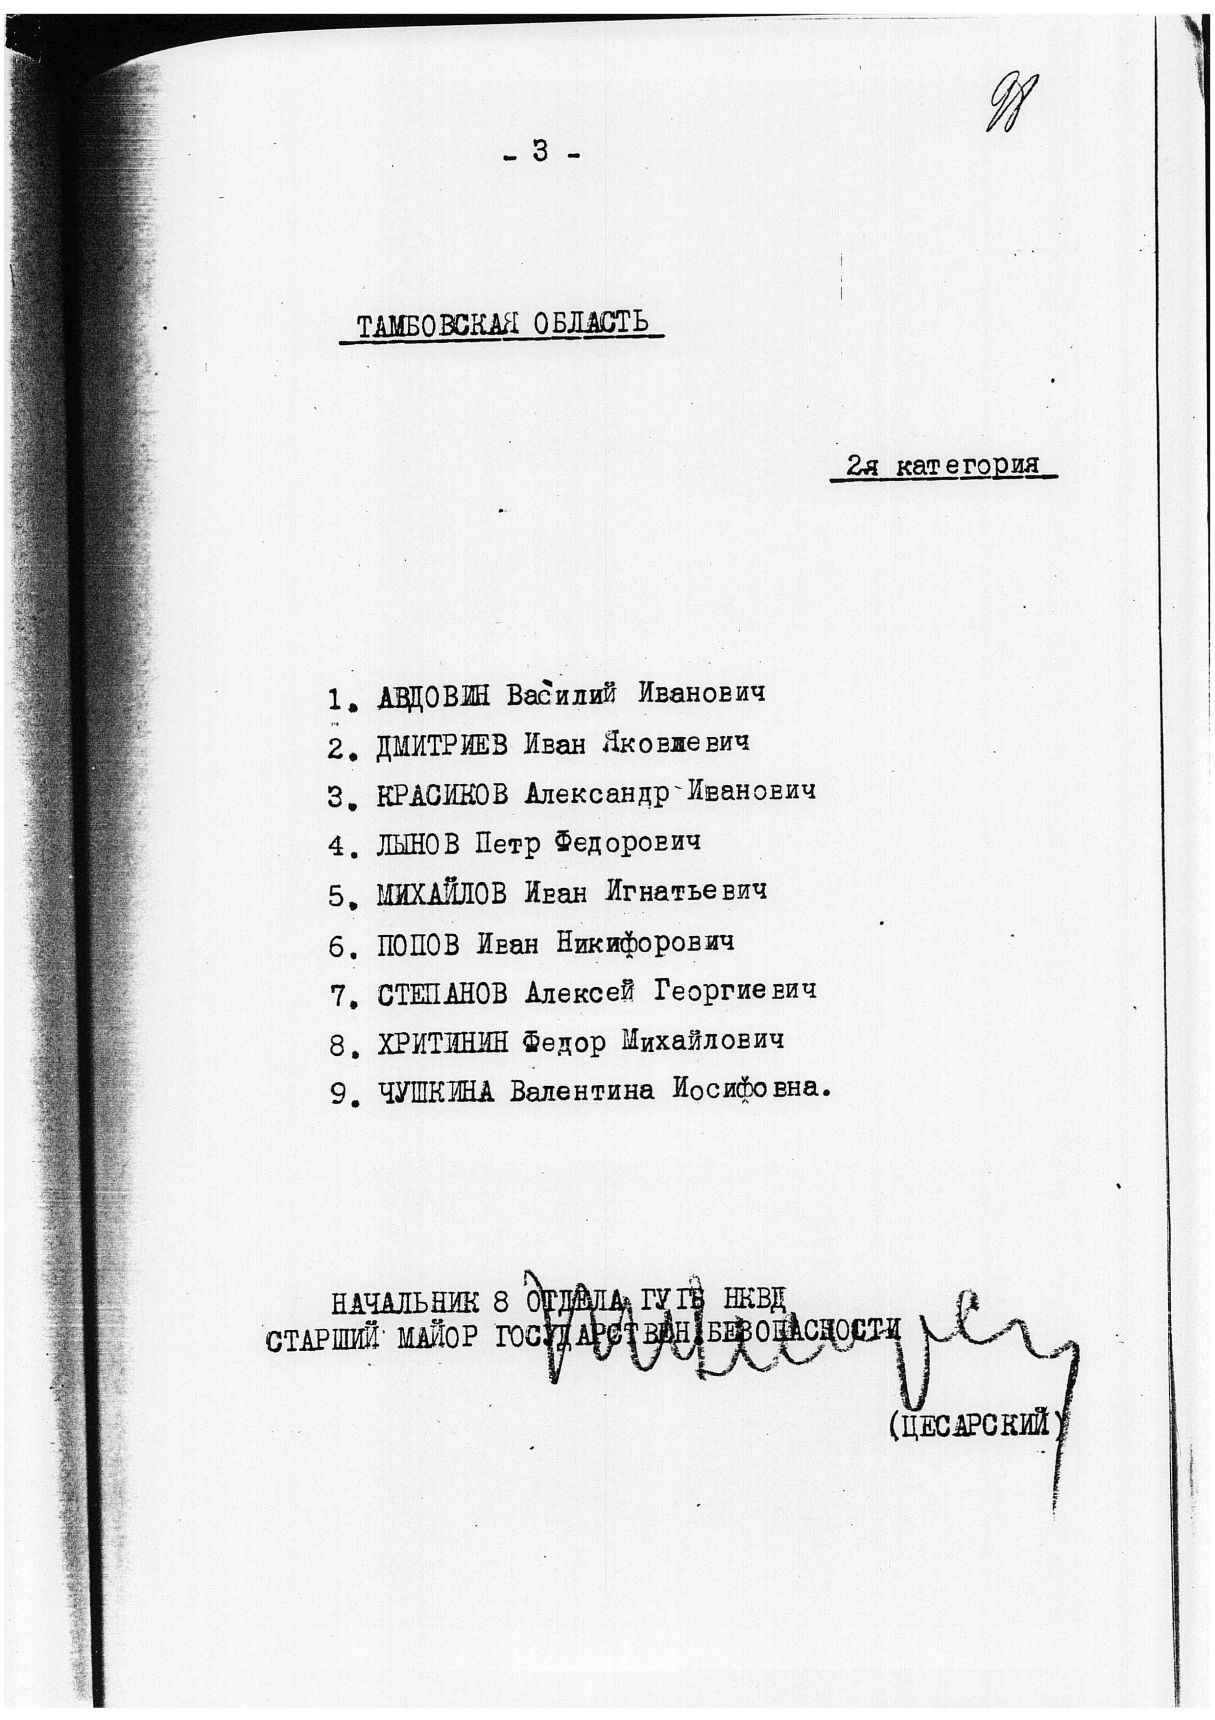 98
- 3 -
ТАМБОВСКАЯ ОБЛАСТЬ
2я категория
1. АВДОВИН Василий Иванович
2. ДМИТРИЕВ Иван Яковлевич
3. КРАСИКОВ Александр Иванович
4. ЛЫНОВ Петр Федорович
5. МИХАЙЛОВ Иван Игнатьевич
6. ПОПОВ Иван Никифорович
7. СТЕПАНОВ Алексей Георгиевич
8. ХРИТИНИН Федор Михайлович
9. ЧУШКИНА Валентина Иосифовна.
НАЧАЛЬНИК 8 ОТДЕЛА ГУГБ НКВД
СТАРШИЙ МАЙОР ГОСУДАРСТВЕН.БЕЗОПАСНОСТИ
(ЦЕСАРСКИЙ)